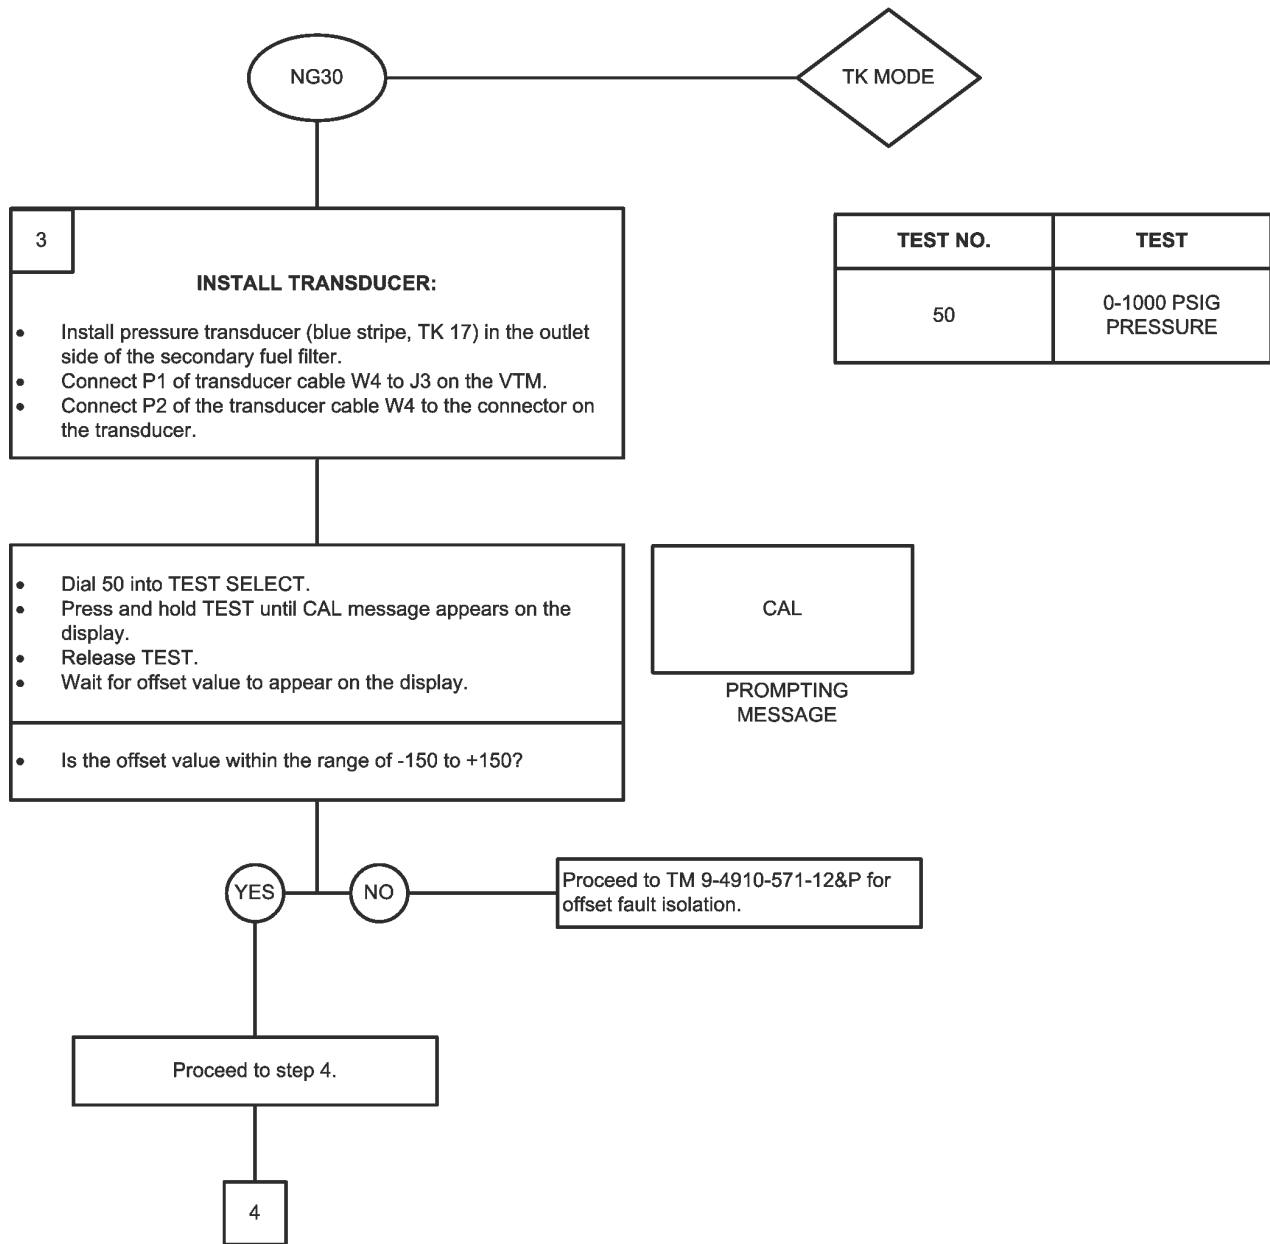 NG30
TK MODE
3
INSTALL TRANSDUCER:
• Install pressure transducer (blue stripe, TK 17) in the outlet
side of the secondary fuel filter.
• Connect P1 of transducer cable W4 to J3 on the VTM.
• Connect P2 of the transducer cable W4 to the connector on
the transducer.
TEST NO. TEST
50 0-1000 PSIG
PRESSURE
• Dial 50 into TEST SELECT.
• Press and hold TEST until CAL message appears on the
display.
• Release TEST.
• Wait for offset value to appear on the display.
CAL
PROMPTING
MESSAGE
• Is the offset value within the range of -150 to +150?
YES
NO
Proceed to TM 9-4910-571-12&P for
offset fault isolation.
Proceed to step 4.
4